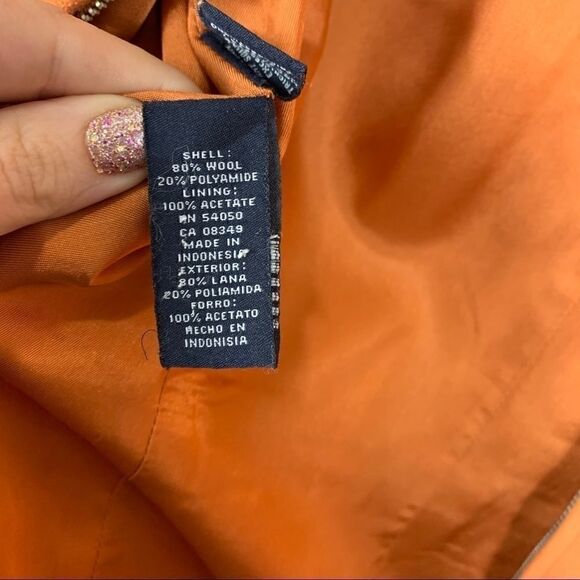 SHELL:
80% WOOL
20% POLYAMIDE
LINING:
100% ACETATE
RN 54050
CA 08349
MADE IN
INDONESIA
EXTERIOR:
80% LANA
20% POLIAMIDA
FORRO:
100% ACETATO
HECHO EN
INDONISIA